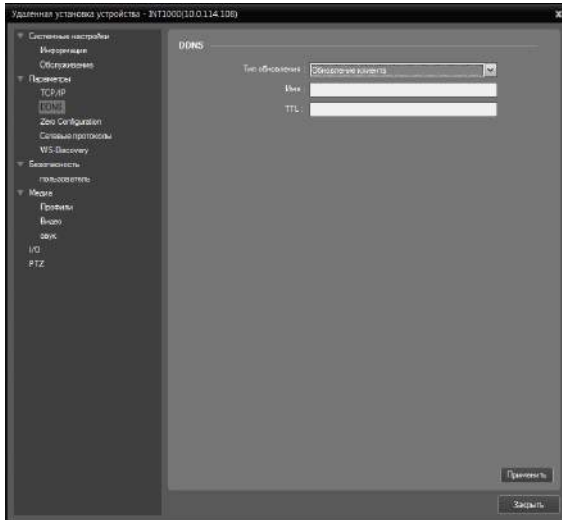 Удаленная установка устройства - INT1000(10.0.114.108)
Системные настройки
Информация
Обслуживание
Параметры
TCP/IP
DDNS
Zero Configuration
Сетевые протоколы
WS-Discovery
Безопасность
пользователь
Медиа
Профили
Видео
звук
I/O
PTZ
DDNS
Тип обновления : Обновление клиента
Имя :
TTL :
Применить
Закрыть